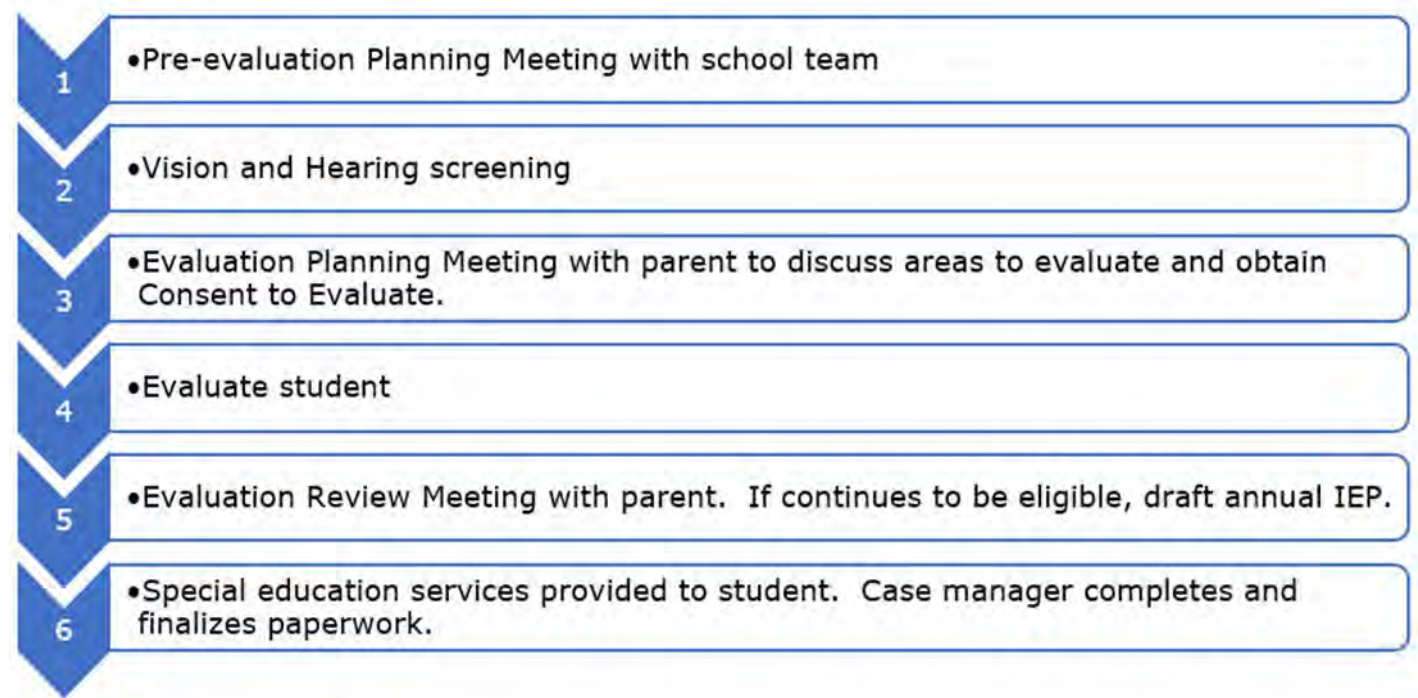 1
•Pre-evaluation Planning Meeting with school team
2
•Vision and Hearing screening
3
•Evaluation Planning Meeting with parent to discuss areas to evaluate and obtain
Consent to Evaluate.
4
•Evaluate student
5
•Evaluation Review Meeting with parent.  If continues to be eligible, draft annual IEP.
6
•Special education services provided to student.  Case manager completes and
finalizes paperwork.